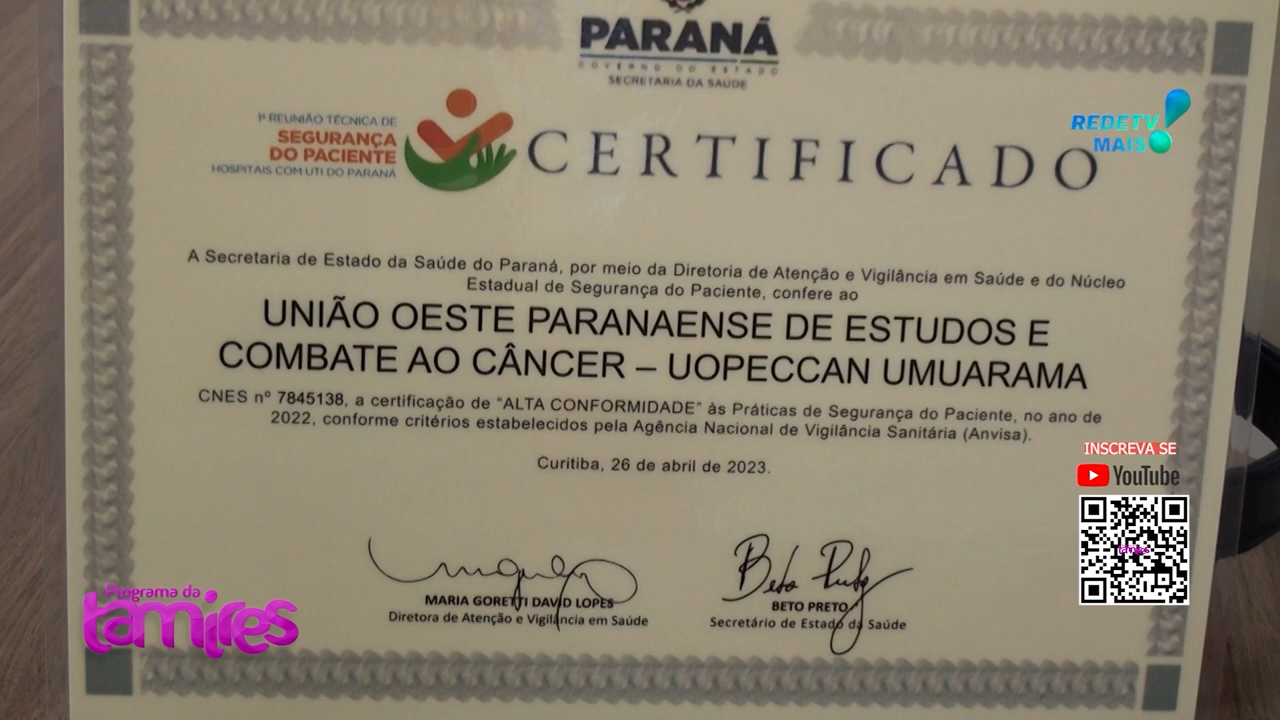 PARANÁ
GOVERNO DO ESTADO
SECRETARIA DA SAÚDE
1ª REUNIÃO TÉCNICA DE
SEGURANÇA
DO PACIENTE
HOSPITAIS COM UTI DO PARANÁ
CERTIFICADO
REDETV!
MAIS
A Secretaria de Estado da Saúde do Paraná, por meio da Diretoria de Atenção e Vigilância em Saúde e do Núcleo
Estadual de Segurança do Paciente, confere ao
UNIÃO OESTE PARANAENSE DE ESTUDOS E
COMBATE AO CÂNCER – UOPECCAN UMUARAMA
CNES nº 7845138, a certificação de “ALTA CONFORMIDADE” às Práticas de Segurança do Paciente, no ano de
2022, conforme critérios estabelecidos pela Agência Nacional de Vigilância Sanitária (Anvisa).
Curitiba, 26 de abril de 2023.
INSCREVA SE
YouTube
tamires
Beto Preto
MARIA GORETTI DAVID LOPES
Diretora de Atenção e Vigilância em Saúde
BETO PRETO
Secretário de Estado da Saúde
Programa da
tamires